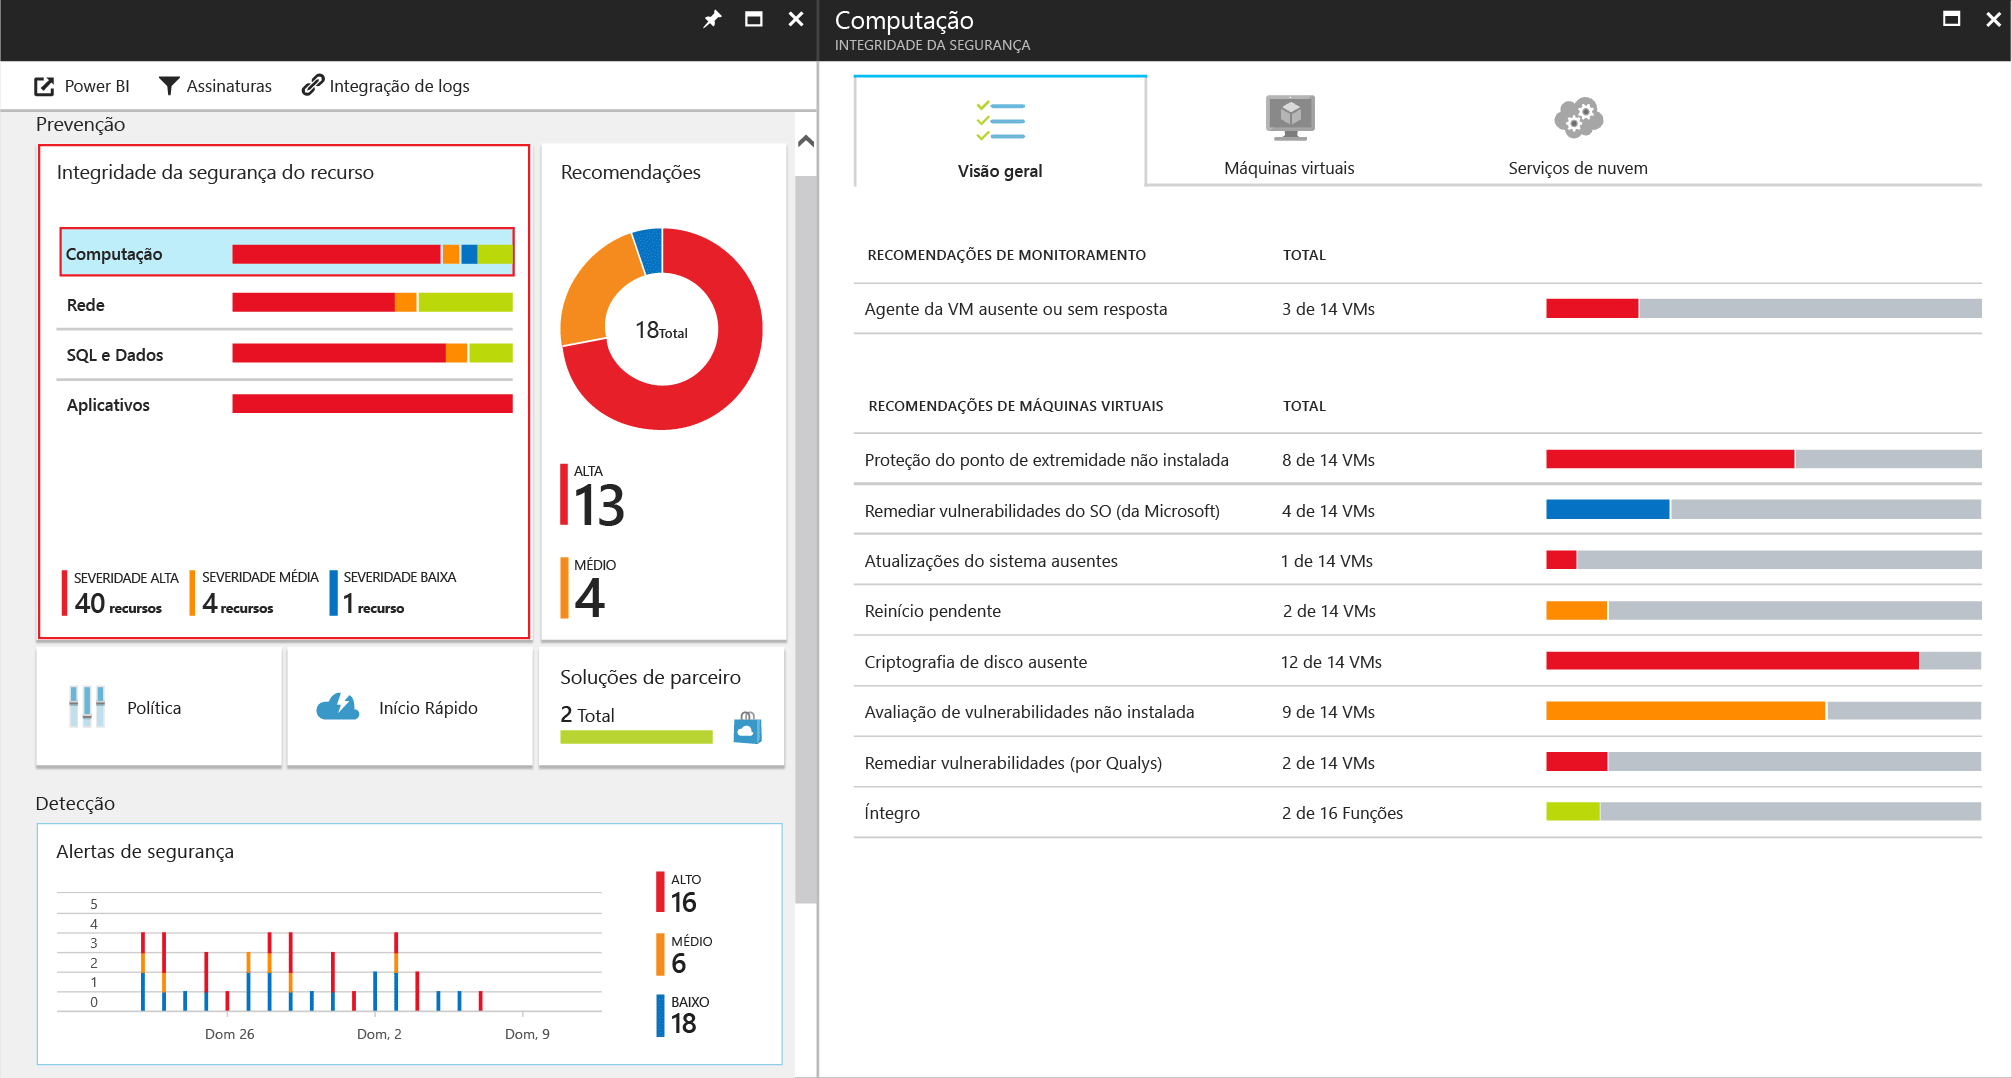 Power BI
Assinaturas
Integração de logs
Prevenção
Integridade da segurança do recurso
Computação
Rede
SQL e Dados
Aplicativos
SEVERIDADE ALTA
40 recursos
SEVERIDADE MÉDIA
4 recursos
SEVERIDADE BAIXA
1 recurso
Recomendações
18Total
ALTA
13
MÉDIO
4
Política
Início Rápido
Soluções de parceiro
2 Total
Detecção
Alertas de segurança
5
4
3
2
1
0
Dom 26
Dom, 2
Dom, 9
ALTO
16
MÉDIO
6
BAIXO
18
Computação
INTEGRIDADE DA SEGURANÇA
Visão geral
Máquinas virtuais
Serviços de nuvem
RECOMENDAÇÕES DE MONITORAMENTO TOTAL
Agente da VM ausente ou sem resposta 3 de 14 VMs
RECOMENDAÇÕES DE MÁQUINAS VIRTUAIS TOTAL
Proteção do ponto de extremidade não instalada 8 de 14 VMs
Remediar vulnerabilidades do SO (da Microsoft) 4 de 14 VMs
Atualizações do sistema ausentes 1 de 14 VMs
Reinício pendente 2 de 14 VMs
Criptografia de disco ausente 12 de 14 VMs
Avaliação de vulnerabilidades não instalada 9 de 14 VMs
Remediar vulnerabilidades (por Qualys) 2 de 14 VMs
Íntegro 2 de 16 Funções